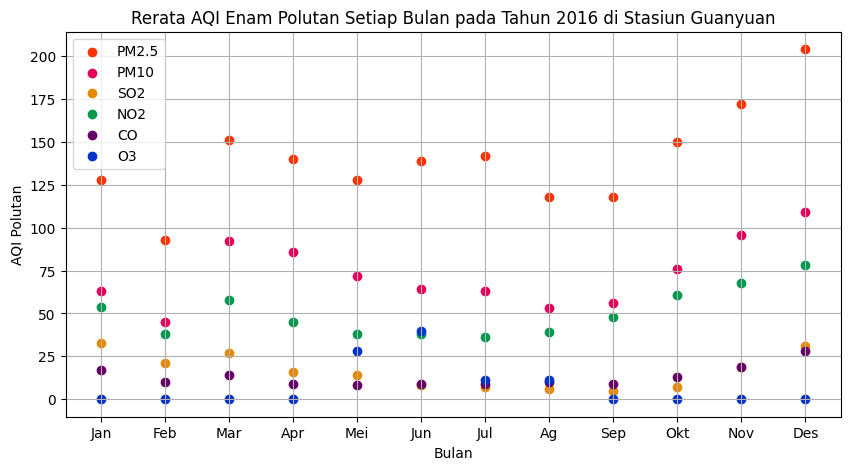 Rerata AQI Enam Polutan Setiap Bulan pada Tahun 2016 di Stasiun Guanyuan
PM2.5
PM10
SO2
NO2
CO
O3
AQI Polutan
200
175
150
125
100
75
50
25
0
Jan Feb Mar Apr Mei Jun Jul Ag Sep Okt Nov Des
Bulan